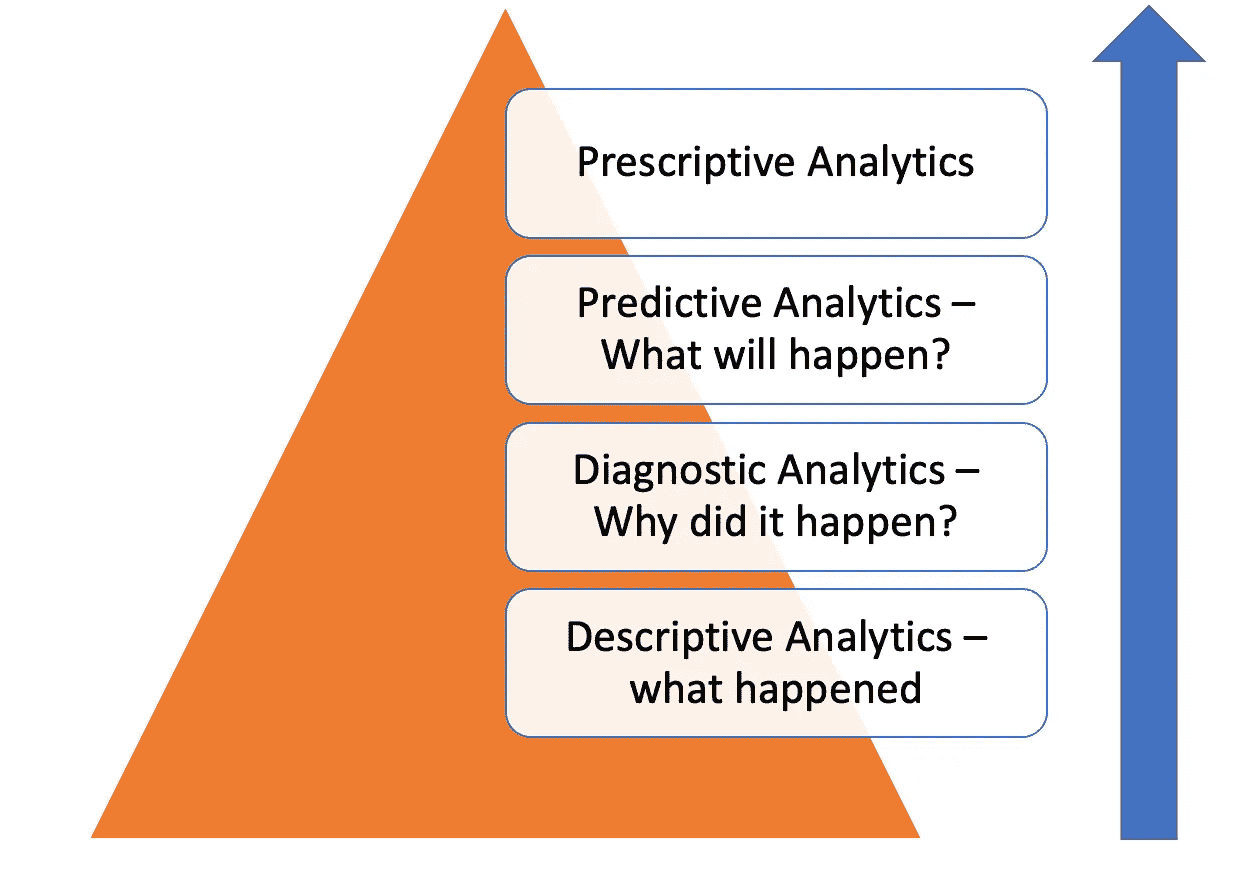 Prescriptive Analytics
Predictive Analytics –
What will happen?
Diagnostic Analytics –
Why did it happen?
Descriptive Analytics –
what happened